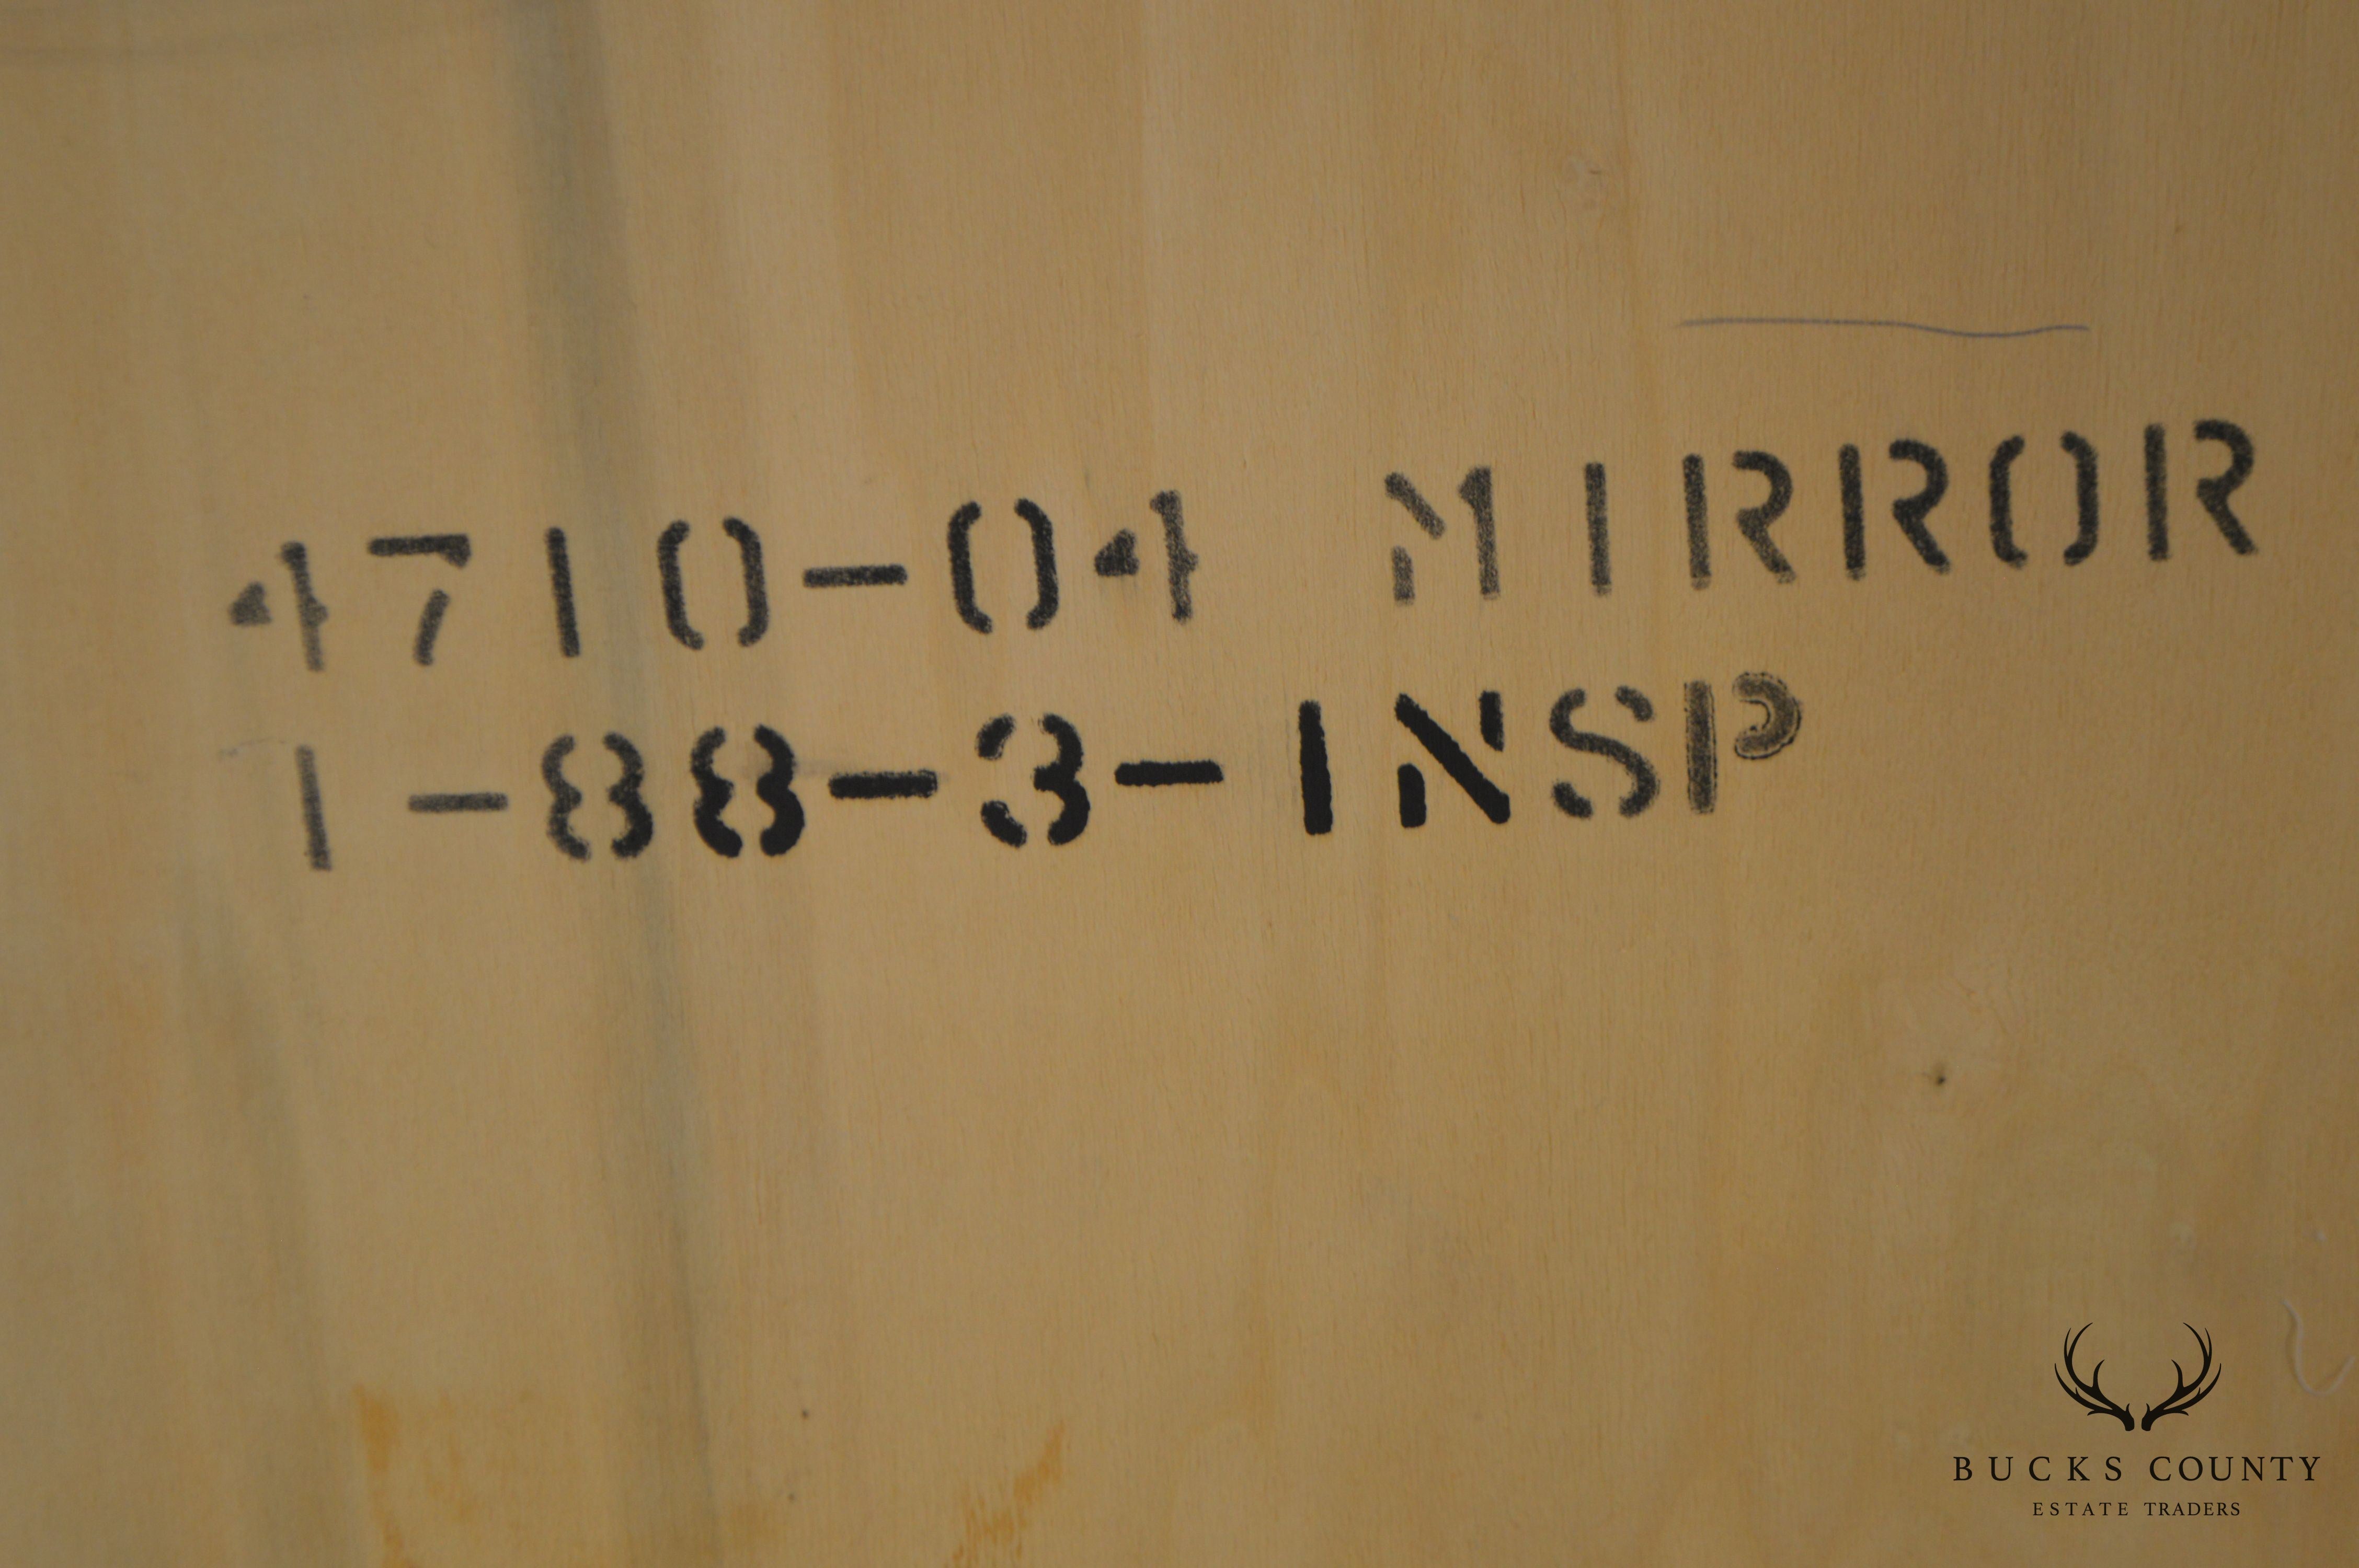 4710-04 MIRROR
1-88-3-INSP
BUCKS COUNTY
ESTATE TRADERS